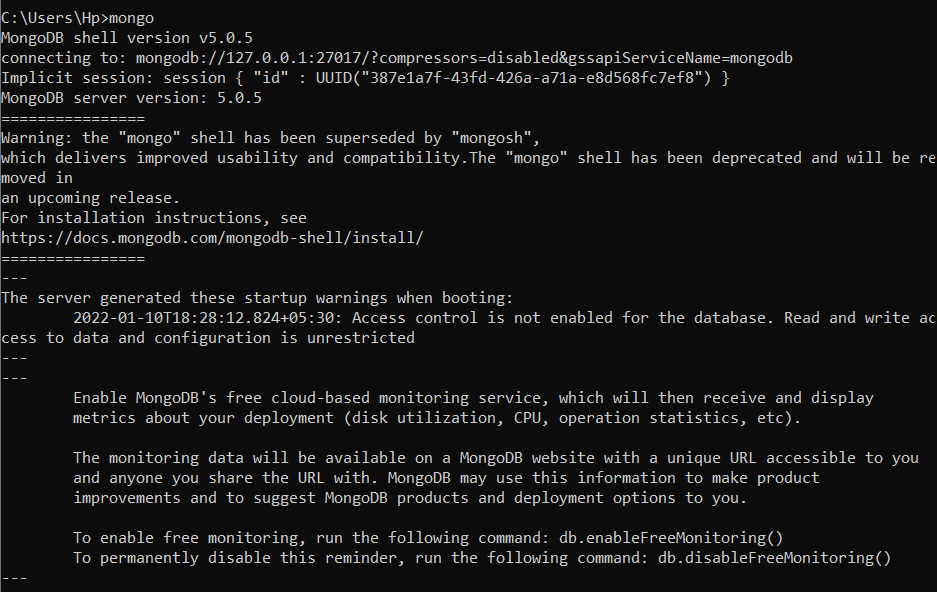 C:\Users\Hp>mongo
MongoDB shell version v5.0.5
connecting to: mongodb://127.0.0.1:27017/?compressors=disabled&gssapiServiceName=mongodb
Implicit session: session { "id" : UUID("387e1a7f-43fd-426a-a71a-e8d568fc7ef8") }
MongoDB server version: 5.0.5
================
Warning: the "mongo" shell has been superseded by "mongosh",
which delivers improved usability and compatibility.The "mongo" shell has been deprecated and will be re
moved in
an upcoming release.
For installation instructions, see
https://docs.mongodb.com/mongodb-shell/install/
================
---
The server generated these startup warnings when booting:
        2022-01-10T18:28:12.824+05:30: Access control is not enabled for the database. Read and write ac
cess to data and configuration is unrestricted
---
---
        Enable MongoDB's free cloud-based monitoring service, which will then receive and display
        metrics about your deployment (disk utilization, CPU, operation statistics, etc).

        The monitoring data will be available on a MongoDB website with a unique URL accessible to you
        and anyone you share the URL with. MongoDB may use this information to make product
        improvements and to suggest MongoDB products and deployment options to you.

        To enable free monitoring, run the following command: db.enableFreeMonitoring()
        To permanently disable this reminder, run the following command: db.disableFreeMonitoring()
---